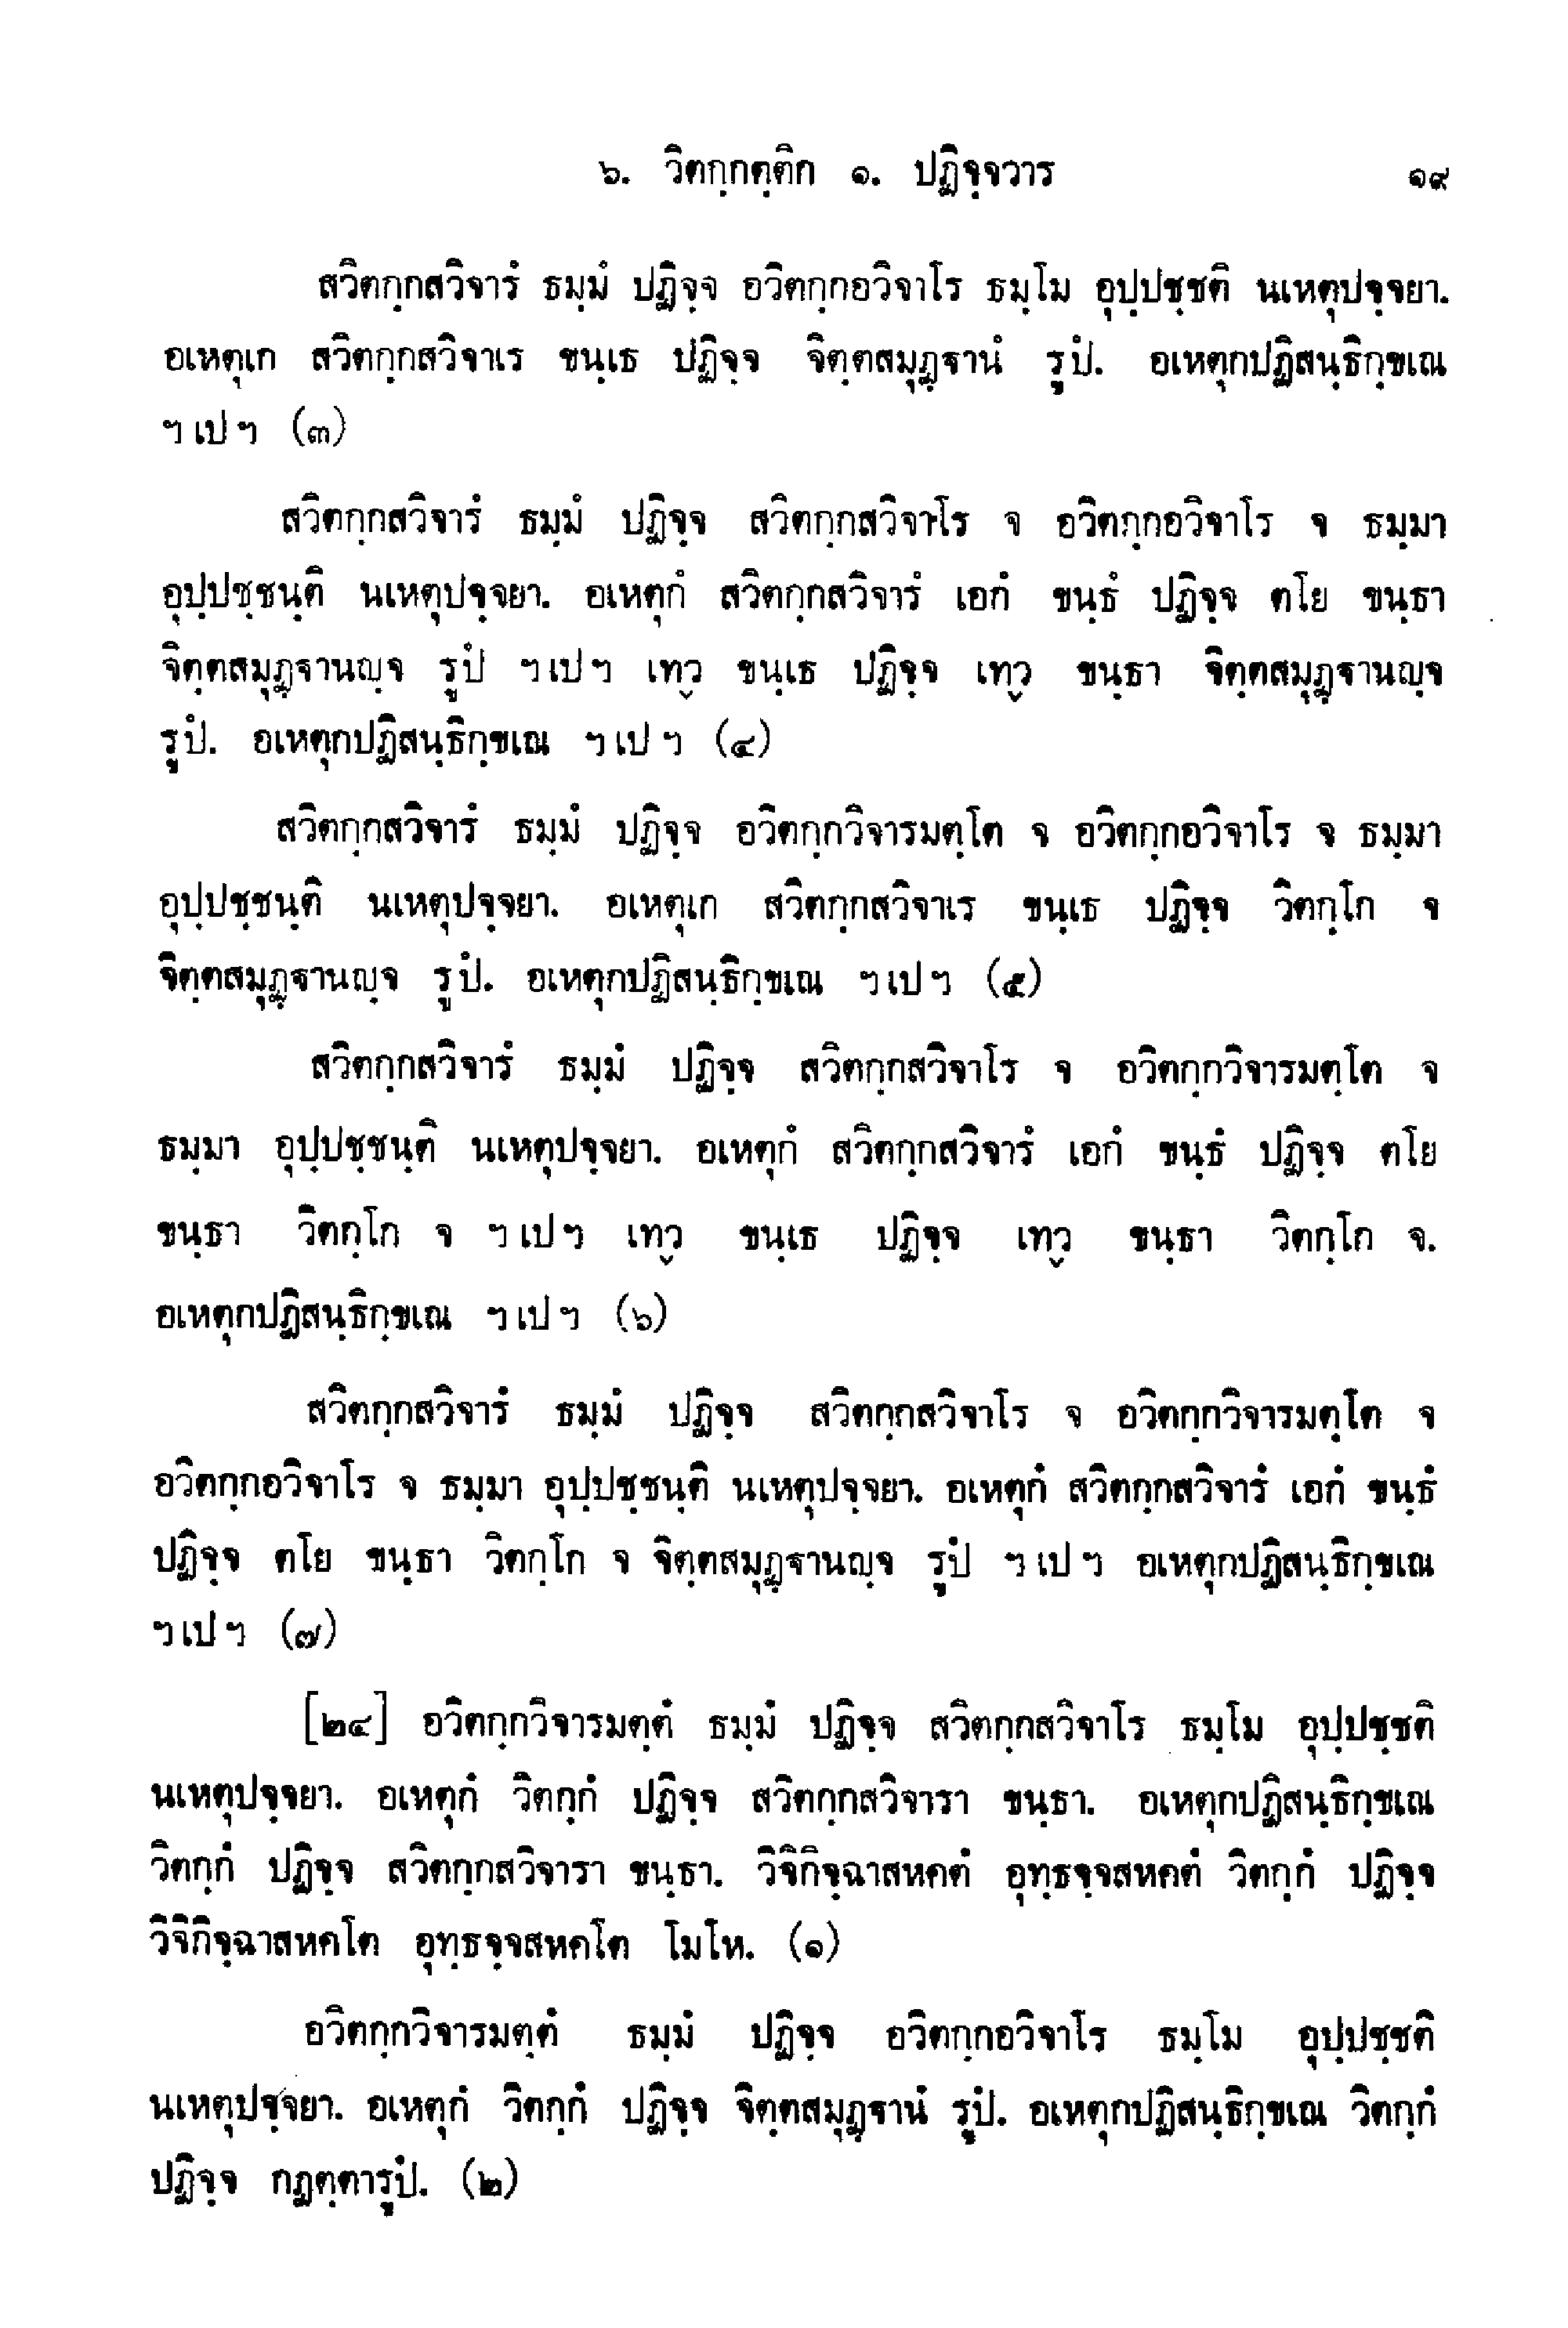 ๖. วิตกฺกตฺติก ๑. ปฏิจฺจวาร ๑๙
สวิตกฺกสวิจารํ ธมฺมํ ปฏิจฺจ อวิตกฺกอวิจาโร ธมฺโม อุปฺปชฺชติ นเหตุปจฺจยา.
อเหตุเก สวิตกฺกสวิจาเร ขนฺเธ ปฏิจฺจ จิตฺตสมุฏฺฐานํ รูปํ. อเหตุกปฏิสนฺธิกฺขเณ
ฯ เป ฯ (๓)
สวิตกฺกสวิจารํ ธมฺมํ ปฏิจฺจ สวิตกฺกสวิจาโร จ อวิตกฺกอวิจาโร จ ธมฺมา
อุปฺปชฺชนฺติ นเหตุปจฺจยา. อเหตุกํ สวิตกฺกสวิจารํ เอกํ ขนฺธํ ปฏิจฺจ ตโย ขนฺธา
จิตฺตสมุฏฺฐานญฺจ รูปํ ฯ เป ฯ เทฺว ขนฺเธ ปฏิจฺจ เทฺว ขนฺธา จิตฺตสมุฏฺฐานญฺจ
รูปํ. อเหตุกปฏิสนฺธิกฺขเณ ฯ เป ฯ (๔)
สวิตกฺกสวิจารํ ธมฺมํ ปฏิจฺจ อวิตกฺกวิจารมตฺโต จ อวิตกฺกอวิจาโร จ ธมฺมา
อุปฺปชฺชนฺติ นเหตุปจฺจยา. อเหตุเก สวิตกฺกสวิจาเร ขนฺเธ ปฏิจฺจ วิตกฺโก จ
จิตฺตสมุฏฺฐานญฺจ รูปํ. อเหตุกปฏิสนฺธิกฺขเณ ฯ เป ฯ (๕)
สวิตกฺกสวิจารํ ธมฺมํ ปฏิจฺจ สวิตกฺกสวิจาโร จ อวิตกฺกวิจารมตฺโต จ
ธมฺมา อุปฺปชฺชนฺติ นเหตุปจฺจยา. อเหตุกํ สวิตกฺกสวิจารํ เอกํ ขนฺธํ ปฏิจฺจ ตโย
ขนฺธา วิตกฺโก จ ฯ เป ฯ เทฺว ขนฺเธ ปฏิจฺจ เทฺว ขนฺธา วิตกฺโก จ.
อเหตุกปฏิสนฺธิกฺขเณ ฯ เป ฯ (๖)
สวิตกฺกสวิจารํ ธมฺมํ ปฏิจฺจ สวิตกฺกสวิจาโร จ อวิตกฺกวิจารมตฺโต จ
อวิตกฺกอวิจาโร จ ธมฺมา อุปฺปชฺชนฺติ นเหตุปจฺจยา. อเหตุกํ สวิตกฺกสวิจารํ เอกํ ขนฺธํ
ปฏิจฺจ ตโย ขนฺธา วิตกฺโก จ จิตฺตสมุฏฺฐานญฺจ รูปํ ฯ เป ฯ อเหตุกปฏิสนฺธิกฺขเณ
ฯ เป ฯ (๗)
[๒๔] อวิตกฺกวิจารมตฺตํ ธมฺมํ ปฏิจฺจ สวิตกฺกสวิจาโร ธมฺโม อุปฺปชฺชติ
นเหตุปจฺจยา. อเหตุกํ วิตกฺกํ ปฏิจฺจ สวิตกฺกสวิจารา ขนฺธา. อเหตุกปฏิสนฺธิกฺขเณ
วิตกฺกํ ปฏิจฺจ สวิตกฺกสวิจารา ขนฺธา. วิจิกิจฺฉาสหคตํ อุทฺธจฺจสหคตํ วิตกฺกํ ปฏิจฺจ
วิจิกิจฺฉาสหคโต อุทฺธจฺจสหคโต โมโห. (๑)
อวิตกฺกวิจารมตฺตํ ธมฺมํ ปฏิจฺจ อวิตกฺกอวิจาโร ธมฺโม อุปฺปชฺชติ
นเหตุปจฺจยา. อเหตุกํ วิตกฺกํ ปฏิจฺจ จิตฺตสมุฏฺฐานํ รูปํ. อเหตุกปฏิสนฺธิกฺขเณ วิตกฺกํ
ปฏิจฺจ กฏตฺตารูปํ. (๒)